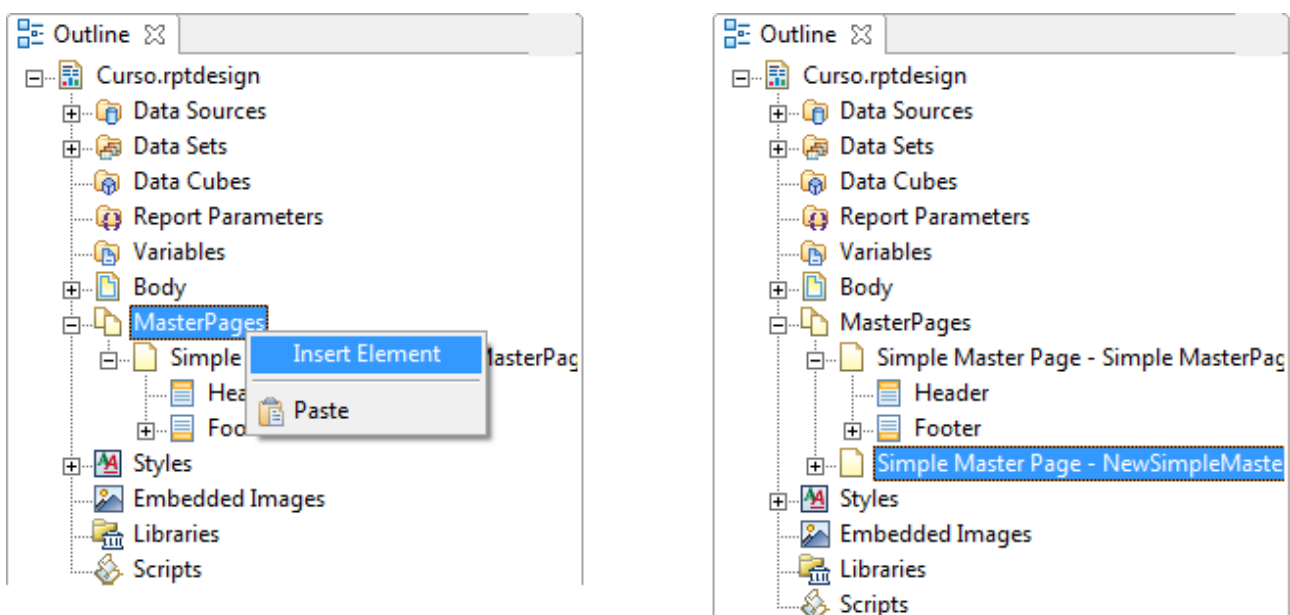 Outline
Curso.rptdesign
Data Sources
Data Sets
Data Cubes
Report Parameters
Variables
Body
MasterPages
Insert Element
Simple
MasterPag
Paste
Styles
Embedded Images
Libraries
Scripts
Outline
Curso.rptdesign
Data Sources
Data Sets
Data Cubes
Report Parameters
Variables
Body
MasterPages
Simple Master Page - Simple MasterPag
Header
Footer
Simple Master Page - NewSimpleMaste
Styles
Embedded Images
Libraries
Scripts